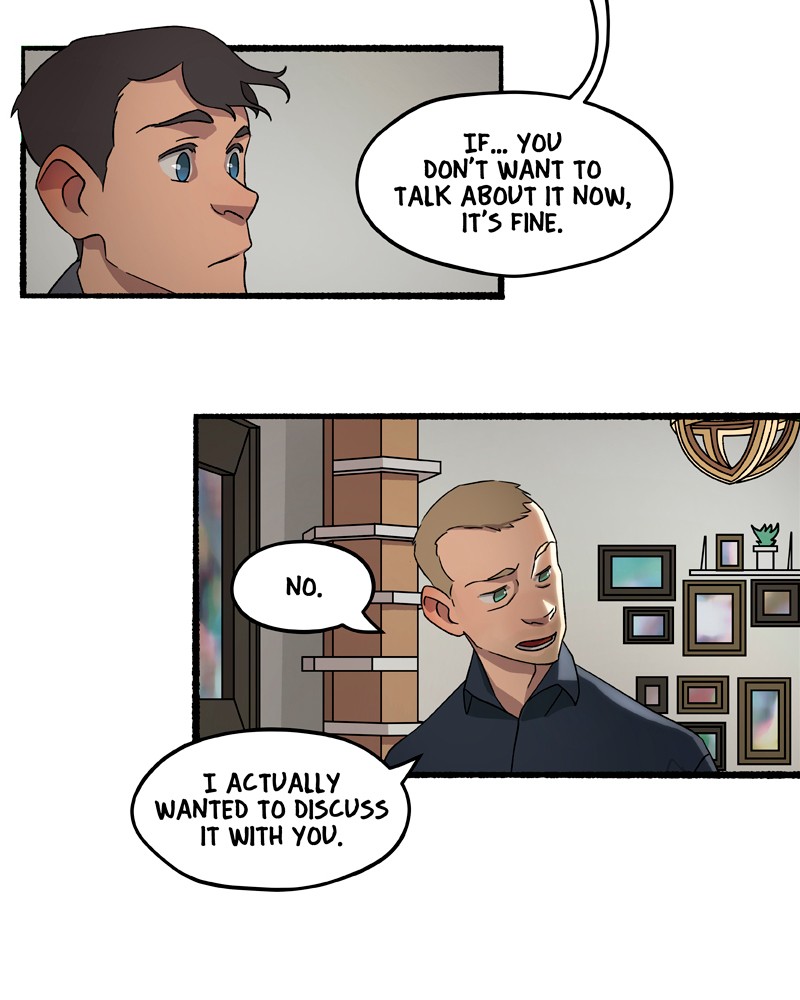 IF... YOU
DON'T WANT TO
TALK ABOUT IT NOW,
IT'S FINE.
NO.
I ACTUALLY
WANTED TO DISCUSS
IT WITH YOU.